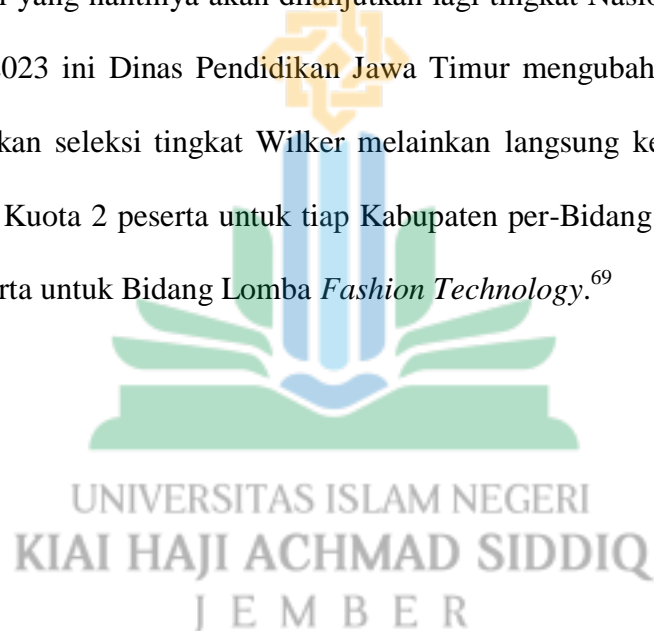 yang nantinya akan dilanjutkan lagi tingkat Nasio
2023 ini Dinas Pendidikan Jawa Timur mengubah
kan seleksi tingkat Wilker melainkan langsung ke
Kuota 2 peserta untuk tiap Kabupaten per-Bidang
rta untuk Bidang Lomba Fashion Technology.69
UNIVERSITAS ISLAM NEGERI
KIAI HAJI ACHMAD SIDDIQ
JEMBER